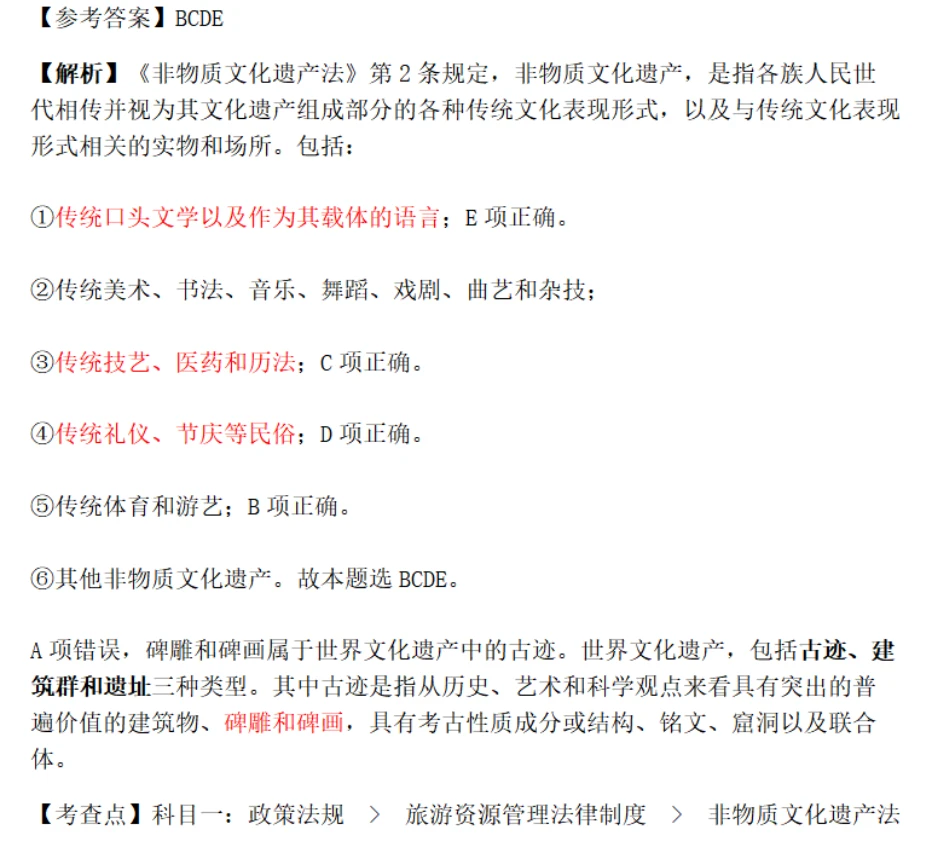 【参考答案】BCDE
【解析】《非物质文化遗产法》第 2 条规定，非物质文化遗产，是指各族人民世
代相传并视为其文化遗产组成部分的各种传统文化表现形式，以及与传统文化表现
形式相关的实物和场所。包括：
①传统口头文学以及作为其载体的语言；E 项正确。
②传统美术、书法、音乐、舞蹈、戏剧、曲艺和杂技；
③传统技艺、医药和历法；C 项正确。
④传统礼仪、节庆等民俗；D 项正确。
⑤传统体育和游艺；B 项正确。
⑥其他非物质文化遗产。故本题选 BCDE。
A 项错误，碑雕和碑画属于世界文化遗产中的古迹。世界文化遗产，包括古迹、建
筑群和遗址三种类型。其中古迹是指从历史、艺术和科学观点来看具有突出的普
遍价值的建筑物、碑雕和碑画，具有考古性质成分或结构、铭文、窟洞以及联合
体。
【考查点】科目一：政策法规 > 旅游资源管理法律制度 > 非物质文化遗产法